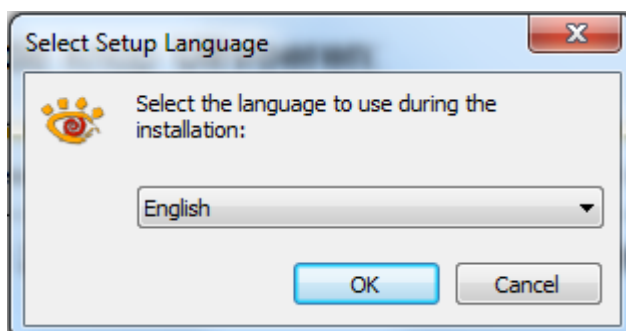 Select Setup Language
Select the language to use during the
installation:
English
OK
Cancel